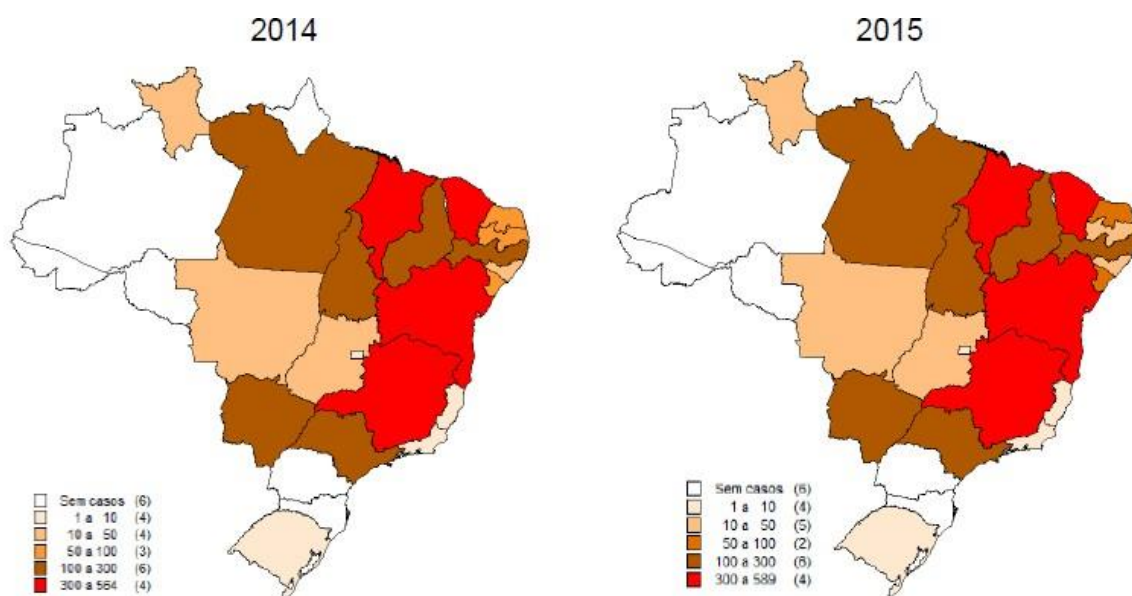 2014
2015
Sem casos (6)
1 a 10 (4)
10 a 50 (4)
50 a 100 (3)
100 a 300 (6)
300 a 564 (4)
Sem casos (6)
1 a 10 (4)
10 a 50 (5)
50 a 100 (2)
100 a 300 (6)
300 a 589 (4)